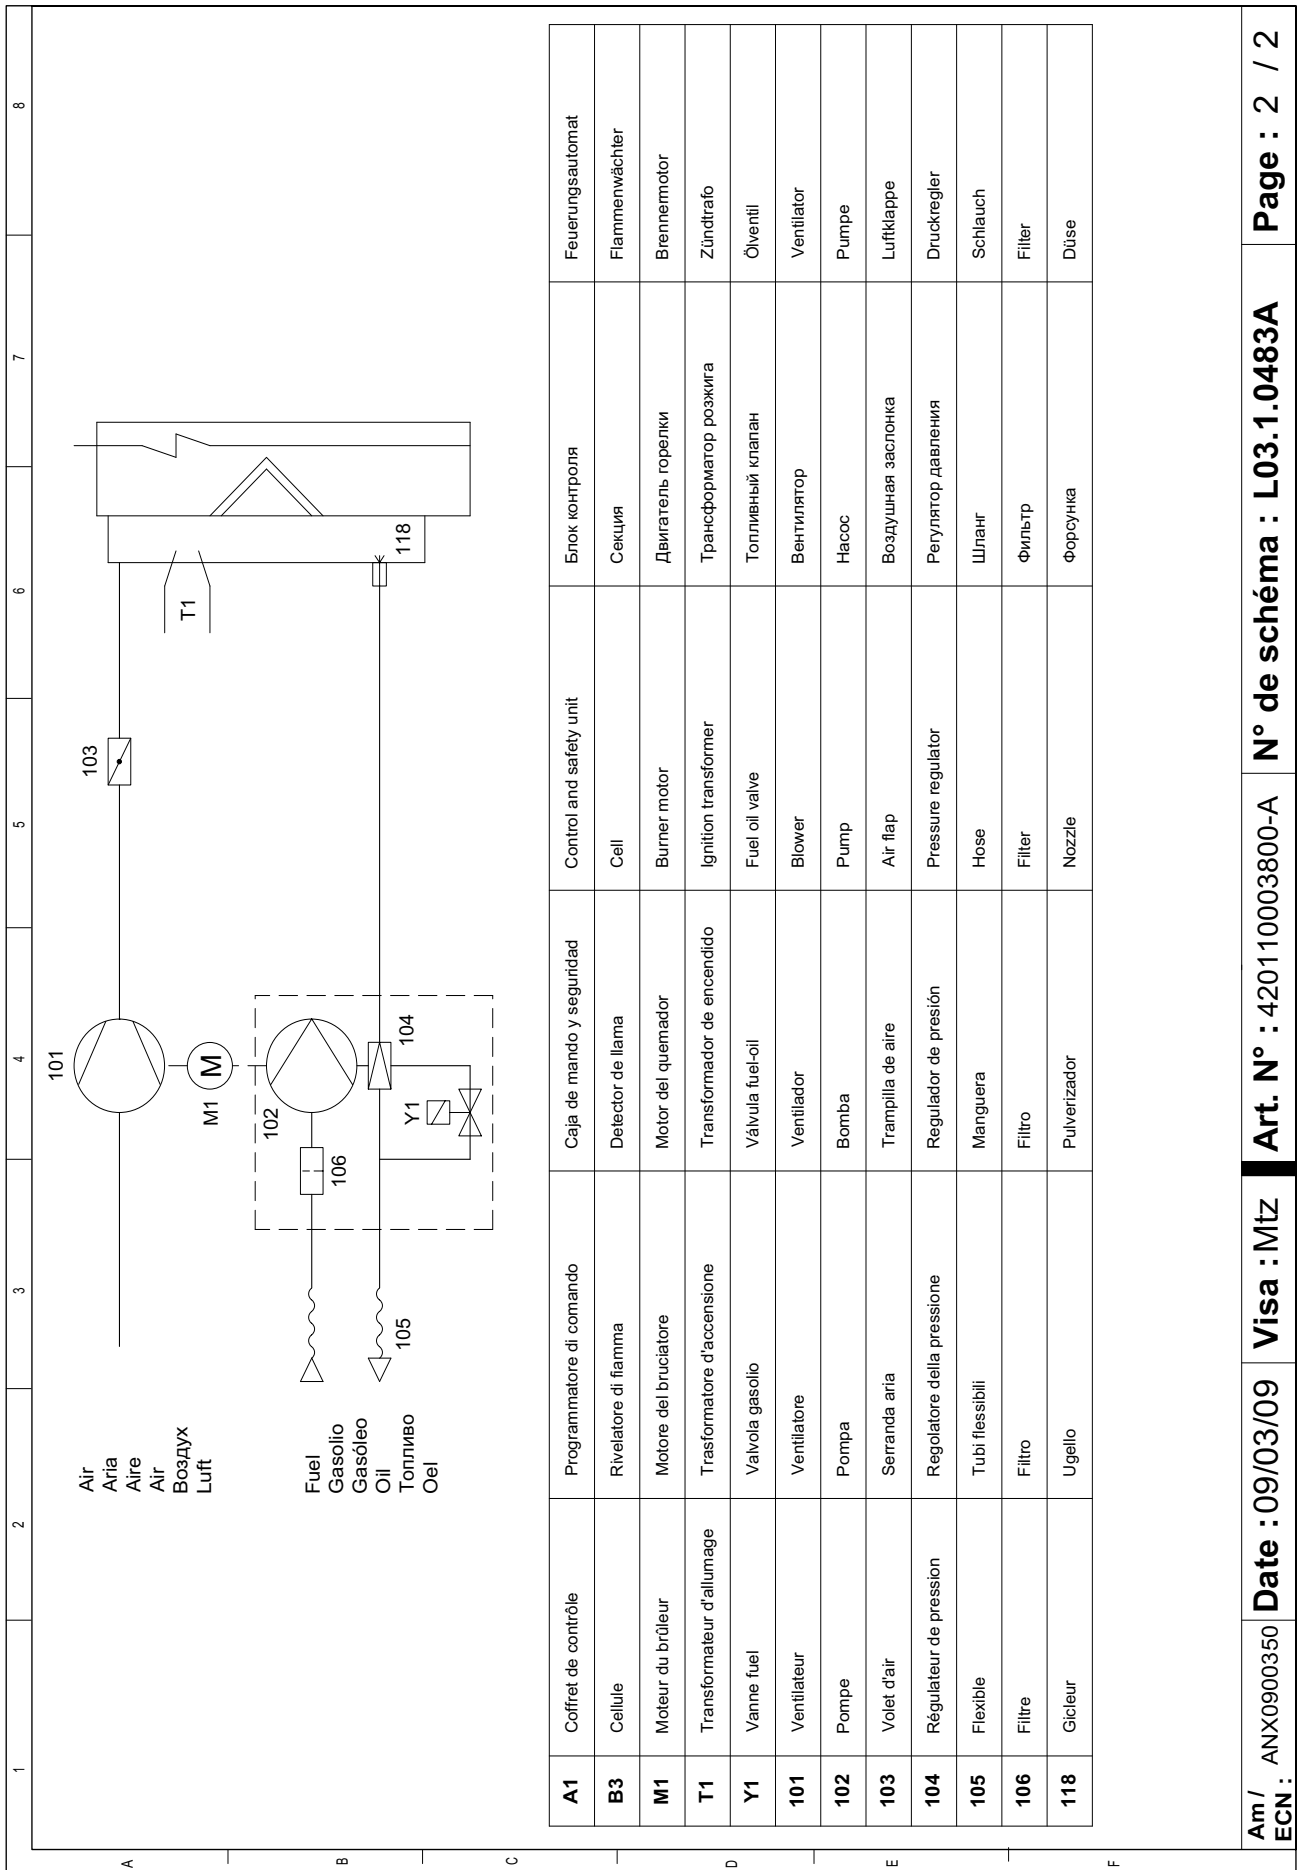 1 2 3 4 5 6 7 8
A
B
C
D
E
F
Air
Aria
Aire
Air
Воздух
Luft
Fuel
Gasolio
Gasóleo
Oil
Топливо
Oel
101
103
M1
M
T1
102
106
Y1
104
105
118
A1 Coffret de contrôle Programmatore di comando Caja de mando y seguridad Control and safety unit Блок контроля Feuerungsautomat
B3 Cellule Rivelatore di fiamma Detector de llama Cell Секция Flammenwächter
M1 Moteur du brûleur Motore del bruciatore Motor del quemador Burner motor Двигатель горелки Brennermotor
T1 Transformateur d'allumage Trasformatore d'accensione Transformador de encendido Ignition transformer Трансформатор розжига Zündtrafo
Y1 Vanne fuel Valvola gasolio Válvula fuel-oil Fuel oil valve Топливный клапан Ölventil
101 Ventilateur Ventilatore Ventilador Blower Вентилятор Ventilator
102 Pompe Pompa Bomba Pump Насос Pumpe
103 Volet d'air Serranda aria Trampilla de aire Air flap Воздушная заслонка Luftklappe
104 Régulateur de pression Regolatore della pressione Regulador de presión Pressure regulator Регулятор давления Druckregler
105 Flexible Tubi flessibili Manguera Hose Шланг Schlauch
106 Filtre Filtro Filtro Filter Фильтр Filter
118 Gicleur Ugello Pulverizador Nozzle Форсунка Düse
Am / ECN : ANX0900350 Date : 09/03/09 Visa : Mtz Art. N° : 4201 1000 3800-A N° de schéma : L03.1.0483A Page : 2 / 2